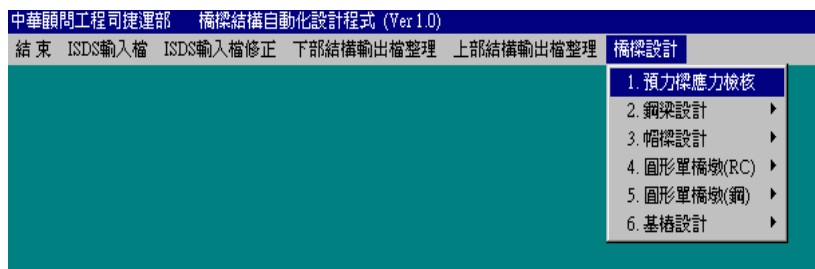 中華顧問工程司捷運部 橋樑結構自動化設計程式 (Ver 1.0)
結 束 ISDS輸入檔 ISDS輸入檔修正 下部結構輸出檔整理 上部結構輸出檔整理 橋樑設計
1. 預力樑應力檢核
2. 鋼梁設計
3. 帽樑設計
4. 圓形單橋墩(RC)
5. 圓形單橋墩(鋼)
6. 基樁設計